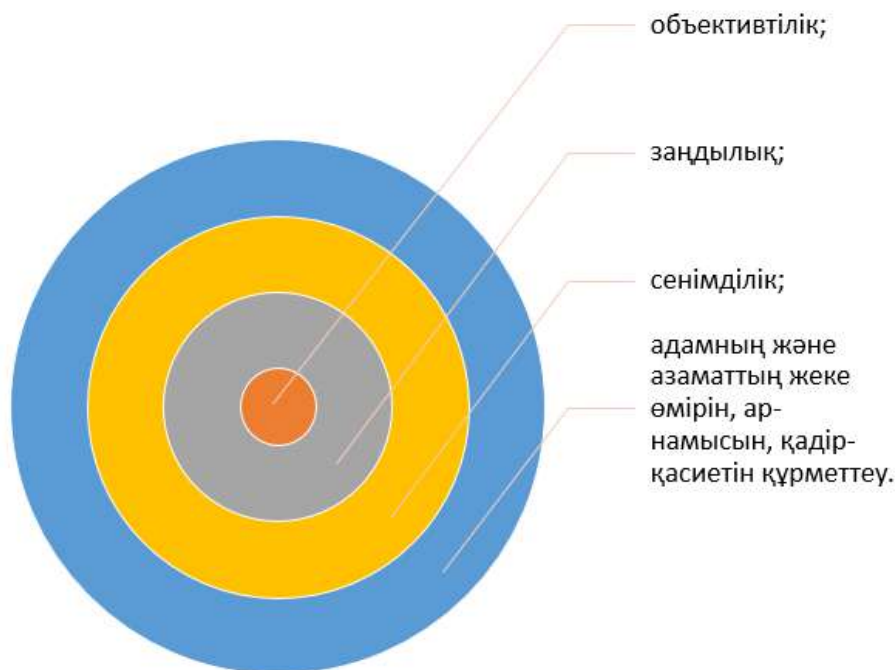 объективтілік;
заңдылық;
сенімділік;
адамның және
азаматтың жеке
өмірін, ар-
намысын, қадір-
қасиетін құрметтеу.